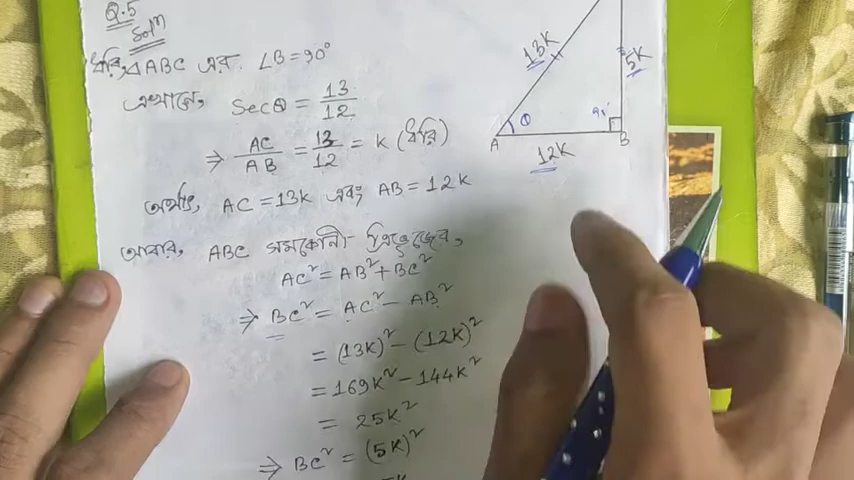 Q.5
Solⁿ
ধরি, △ABC এর ∠B = 90°
এখানে, Secθ = 13/12
⇒ AC/AB = 13/12 = K (ধরি)
অর্থাৎ, AC = 13K এবং AB = 12K
আবার, ABC সমকোনী ত্রিভুজের,
AC² = AB² + BC²
⇒ BC² = AC² - AB²
= (13K)² - (12K)²
= 169K² - 144K²
= 25K²
⇒ BC² = (5K)²
13K
5K
θ
90°
A
B
12K